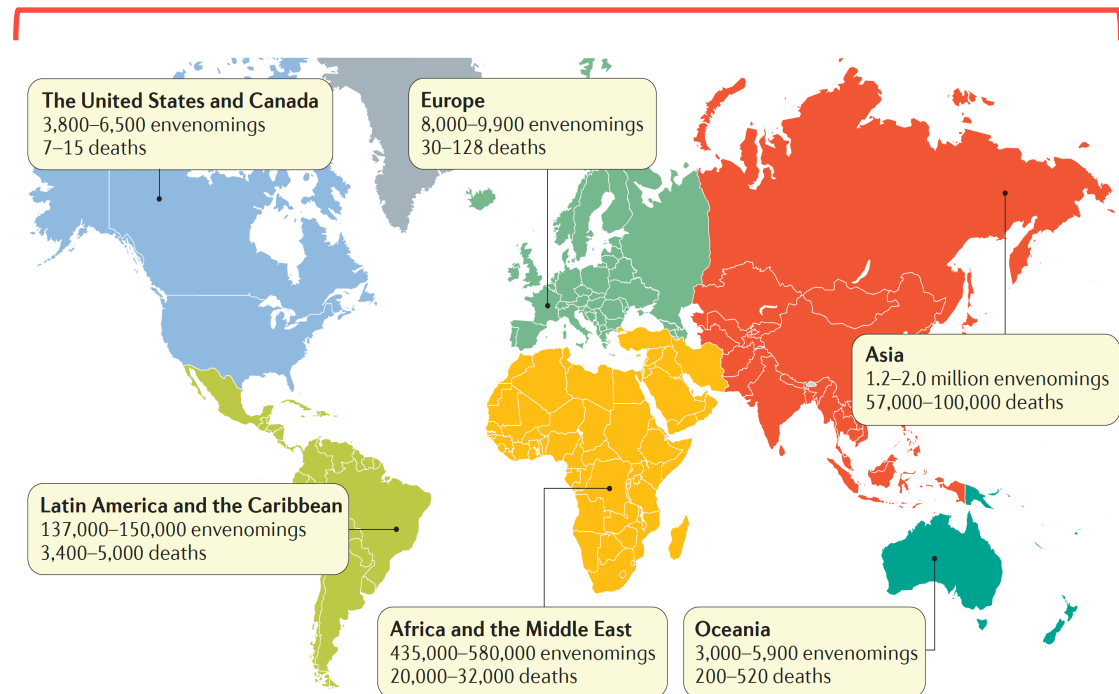 The United States and Canada
3,800–6,500 envenomings
7–15 deaths
Europe
8,000–9,900 envenomings
30–128 deaths
Asia
1.2–2.0 million envenomings
57,000–100,000 deaths
Latin America and the Caribbean
137,000–150,000 envenomings
3,400–5,000 deaths
Africa and the Middle East
435,000–580,000 envenomings
20,000–32,000 deaths
Oceania
3,000–5,900 envenomings
200–520 deaths